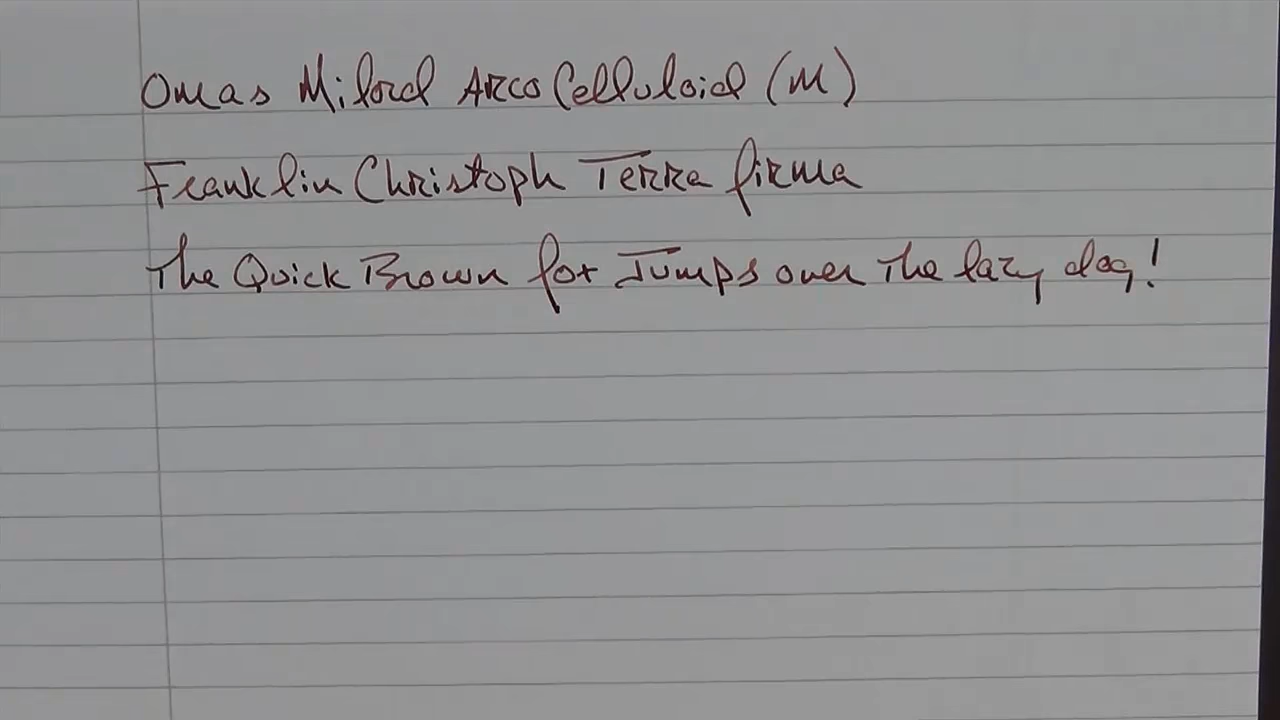 Omas Milord Arco Celluloid (M)
Franklin Christoph Terra firma
The Quick Brown fox Jumps over The lazy dog!